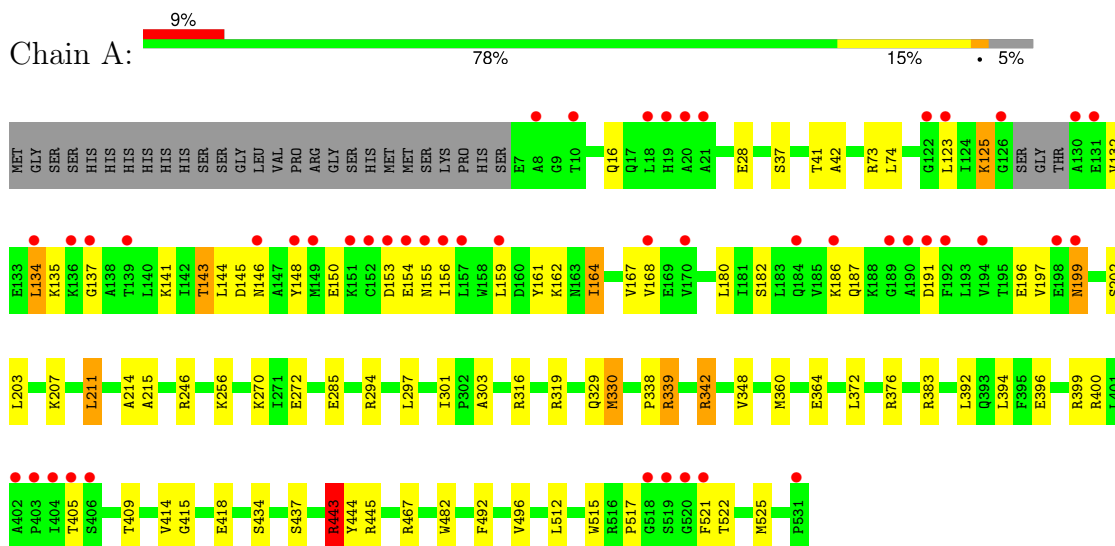 9%
Chain A:
78% 15% • 5%
MET GLY SER SER HIS HIS HIS HIS HIS HIS SER SER GLY LEU VAL PRO ARG GLY SER HIS MET MET SER LYS PRO HIS SER E7 A8 G9 T10 Q16 Q17 L18 H19 A20 A21 E28 S37 T41 A42 R73 L74 G122 L123 I124 K125 G126 SER GLY THR A130 E131 V132
E133 L134 K135 K136 G137 A138 T139 L140 K141 I142 T143 L144 D145 N146 A147 Y148 M149 E150 K151 C152 D153 E154 N155 I156 L157 W158 L159 D160 Y161 K162 N163 I164 V167 V168 E169 V170 L180 I181 S182 L183 Q184 V185 K186 Q187 K188 G189 A190 D191 F192 L193 V194 T195 E196 V197 E198 N199 S202
L203 K207 L211 A214 A215 R246 K256 K270 I271 E272 E285 R294 L297 I301 P302 A303 R316 R319 Q329 M330 P338 R339 R342 V348 M360 E364 L372 R376 R383 L392 Q393 L394 F395 E396 R399 R400 L401
A402 P403 I404 T405 S406 T409 V414 G415 E418 S434 S437 R443 Y444 R445 R467 W482 F492 V496 L512 W515 R516 P517 G518 S519 G520 F521 T522 M525 P531